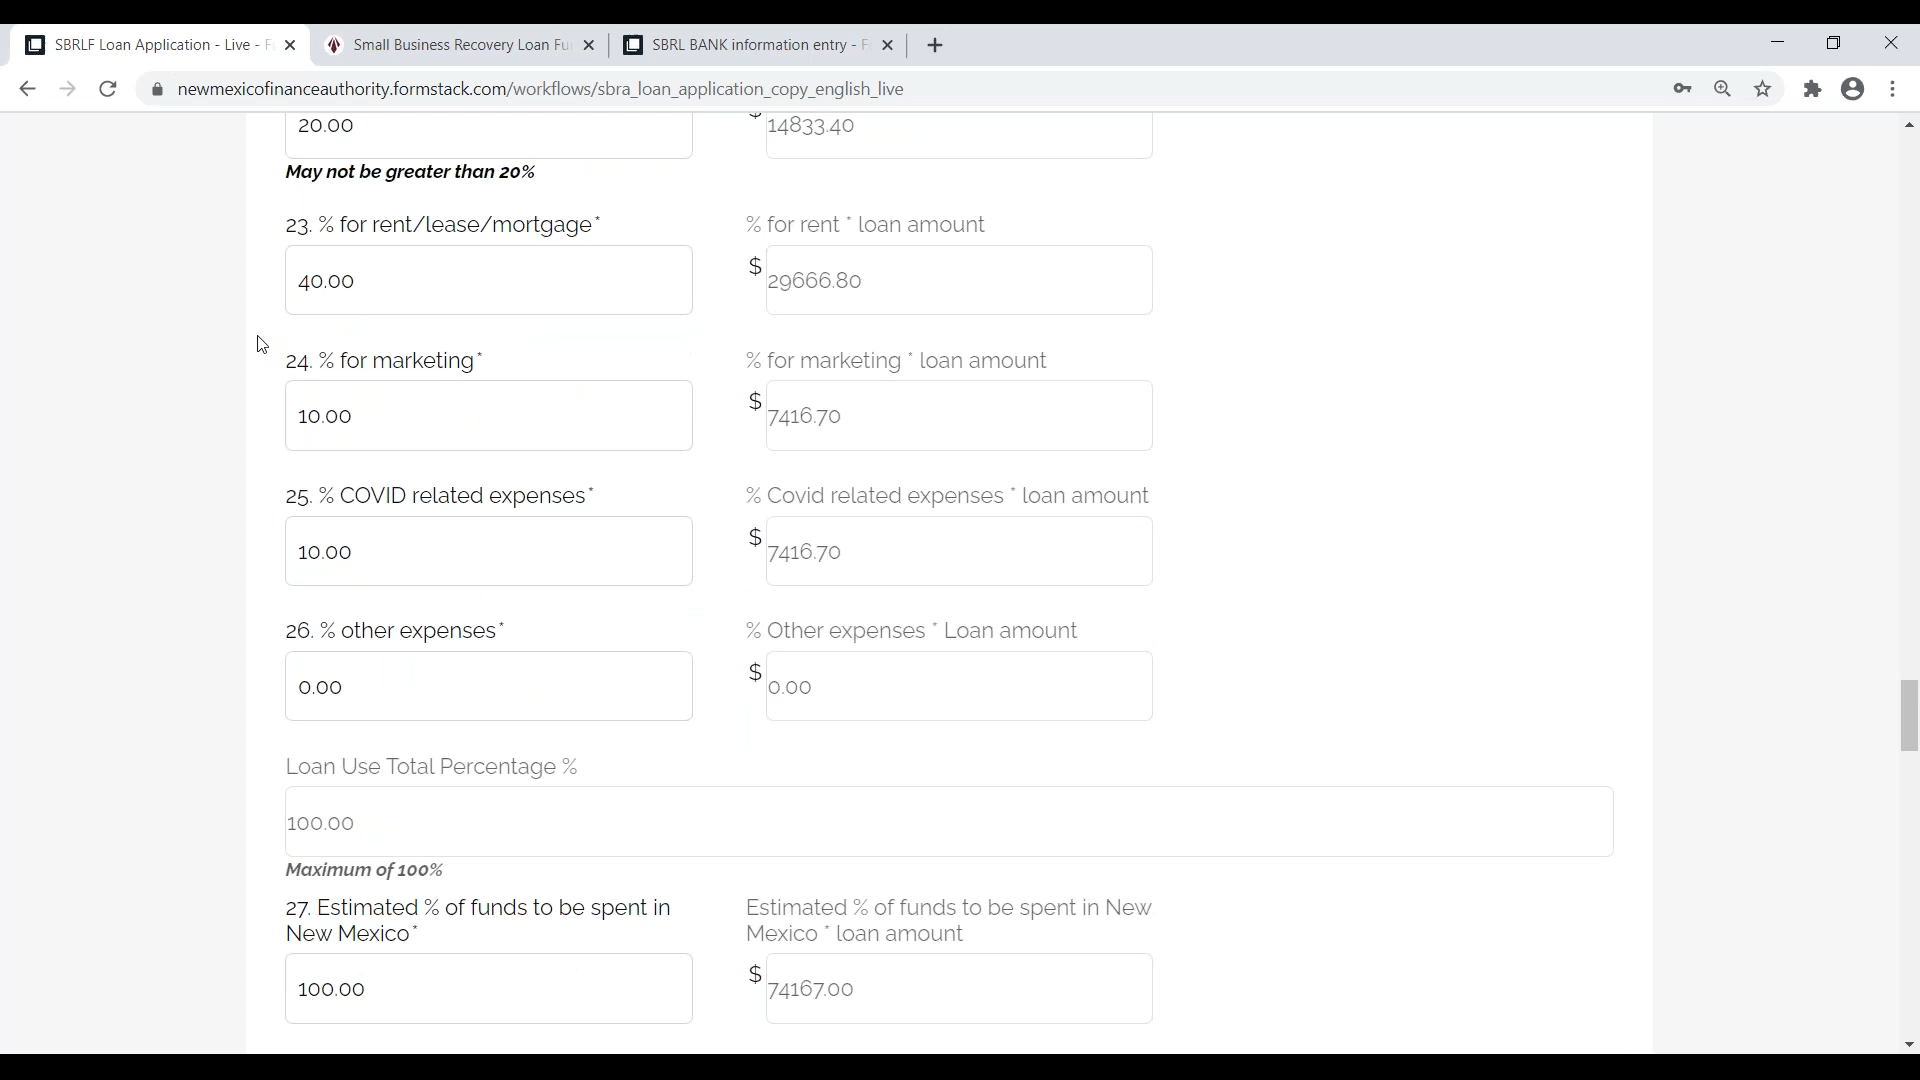 SBRLF Loan Application - Live - F
Small Business Recovery Loan Fu
SBRL BANK information entry - F
newmexicofinanceauthority.formstack.com/workflows/sbra_loan_application_copy_english_live
20.00
$ 14833.40
May not be greater than 20%
23. % for rent/lease/mortgage*
% for rent * loan amount
40.00
$ 29666.80
24. % for marketing*
% for marketing * loan amount
10.00
$ 7416.70
25. % COVID related expenses*
% Covid related expenses * loan amount
10.00
$ 7416.70
26. % other expenses*
% Other expenses * Loan amount
0.00
$ 0.00
Loan Use Total Percentage %
100.00
Maximum of 100%
27. Estimated % of funds to be spent in
New Mexico*
Estimated % of funds to be spent in New
Mexico * loan amount
100.00
$ 74167.00